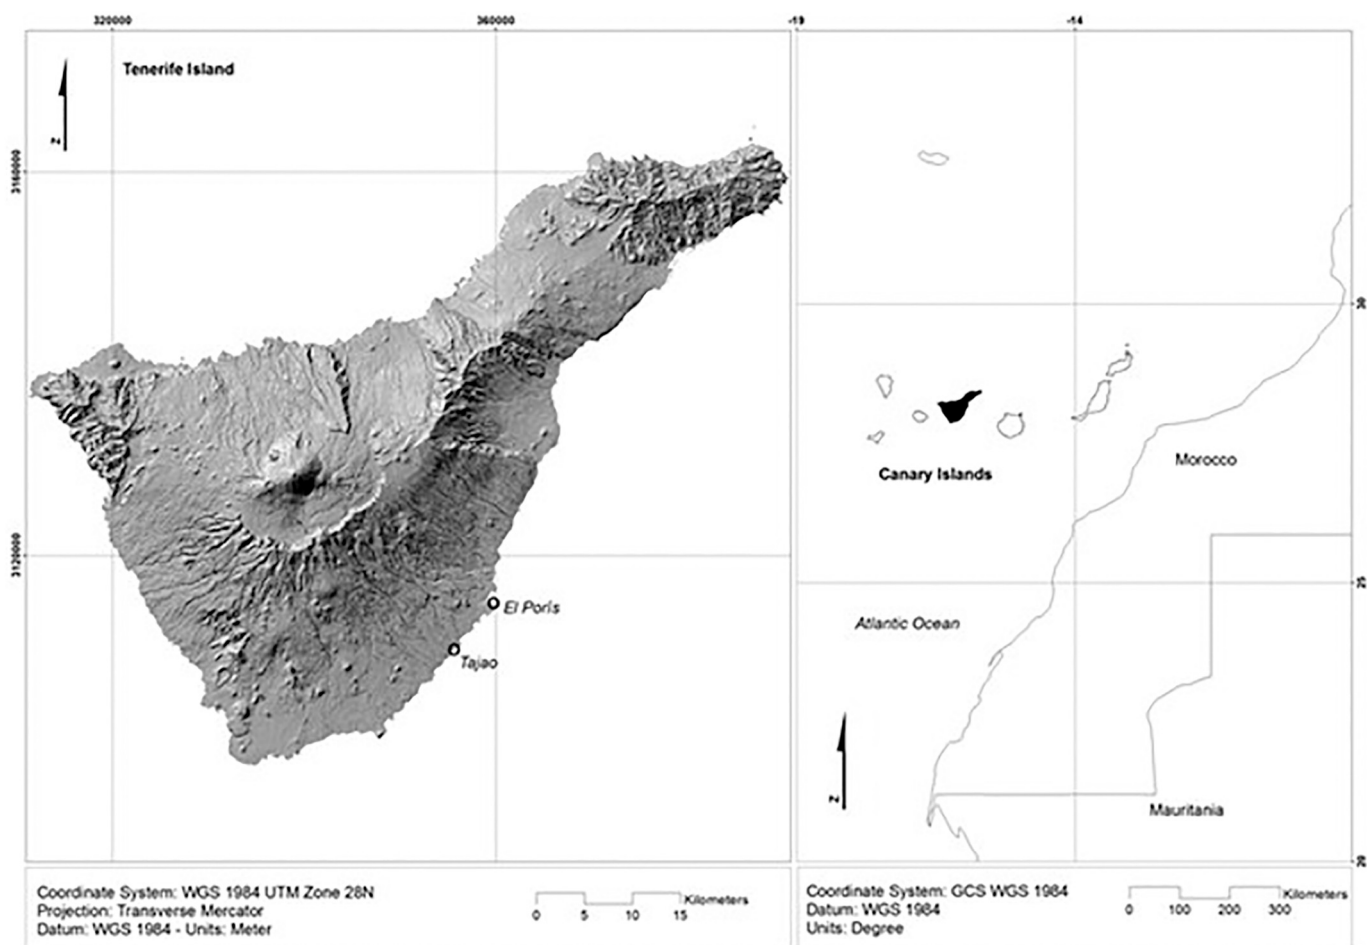 320000
360000
-19
-14
Tenerife Island
N
3160000
30
Canary Islands
Morocco
3120000
25
El Porís
Atlantic Ocean
Tajao
N
Mauritania
20
Coordinate System: WGS 1984 UTM Zone 28N
Projection: Transverse Mercator
Datum: WGS 1984 - Units: Meter
Kilometers
0 5 10 15
Coordinate System: GCS WGS 1984
Datum: WGS 1984
Units: Degree
Kilometers
0 100 200 300